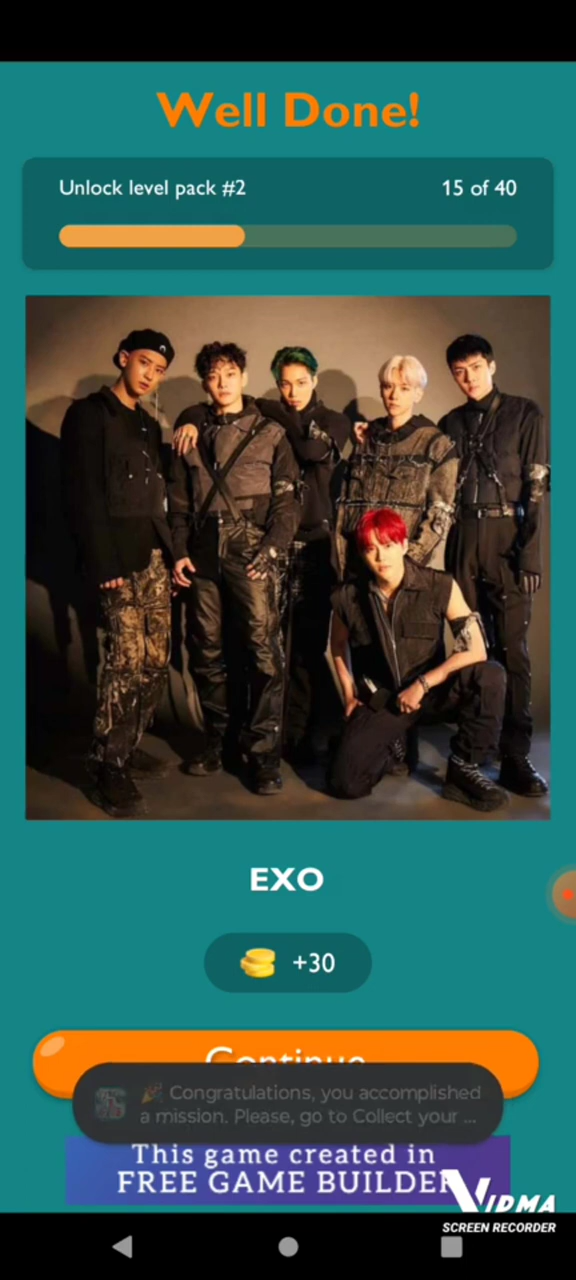 Well Done!
Unlock level pack #2
15 of 40
EXO
+30
Continue
🎉 Congratulations, you accomplished
a mission. Please, go to Collect your ...
This game created in
FREE GAME BUILDER
VIDMA
SCREEN RECORDER